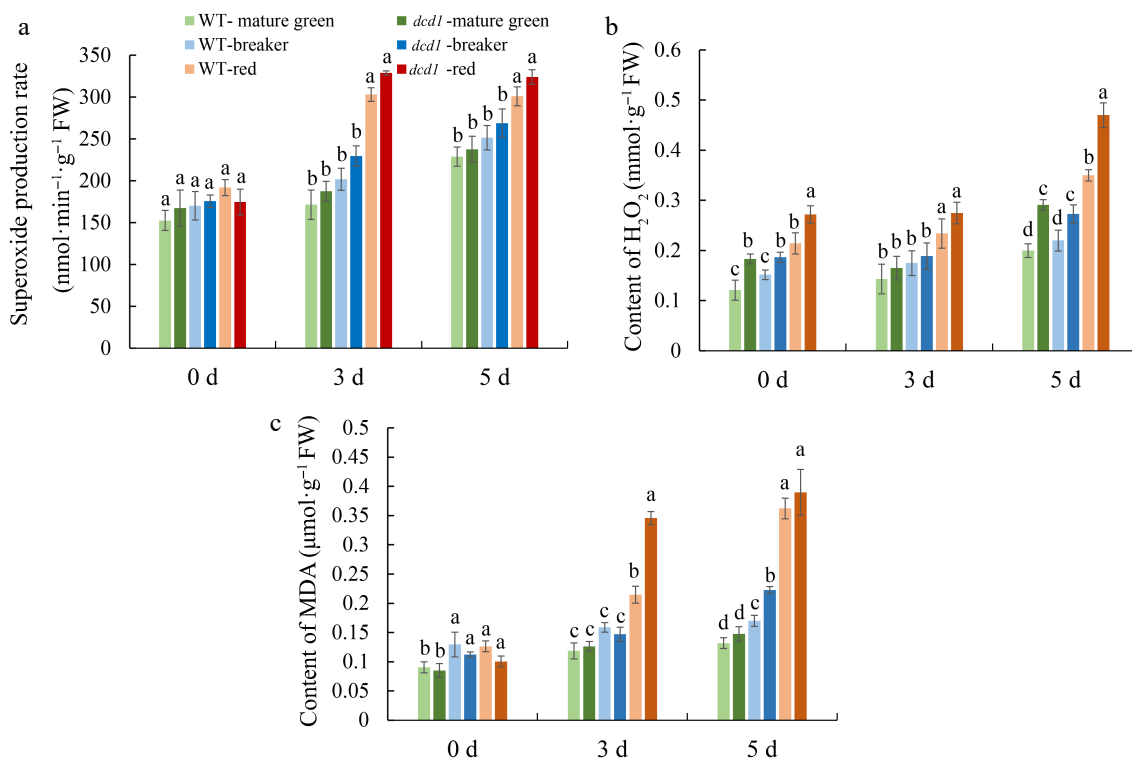 a
WT- mature green
dcd1 -mature green
WT-breaker
dcd1 -breaker
WT-red
dcd1 -red
Superoxide production rate
(nmol·min⁻¹·g⁻¹ FW)
350
300
250
200
150
100
50
0
a a a a a a
b b b b a a
b b b b a a
0 d 3 d 5 d
b
Content of H₂O₂ (mmol·g⁻¹ FW)
0.6
0.5
0.4
0.3
0.2
0.1
0
c b c b b a
b b b b a a
d c d c b a
0 d 3 d 5 d
c
Content of MDA (µmol·g⁻¹ FW)
0.5
0.45
0.4
0.35
0.3
0.25
0.2
0.15
0.1
0.05
0
b b a a a a
c c c c b a
d d c b a a
0 d 3 d 5 d